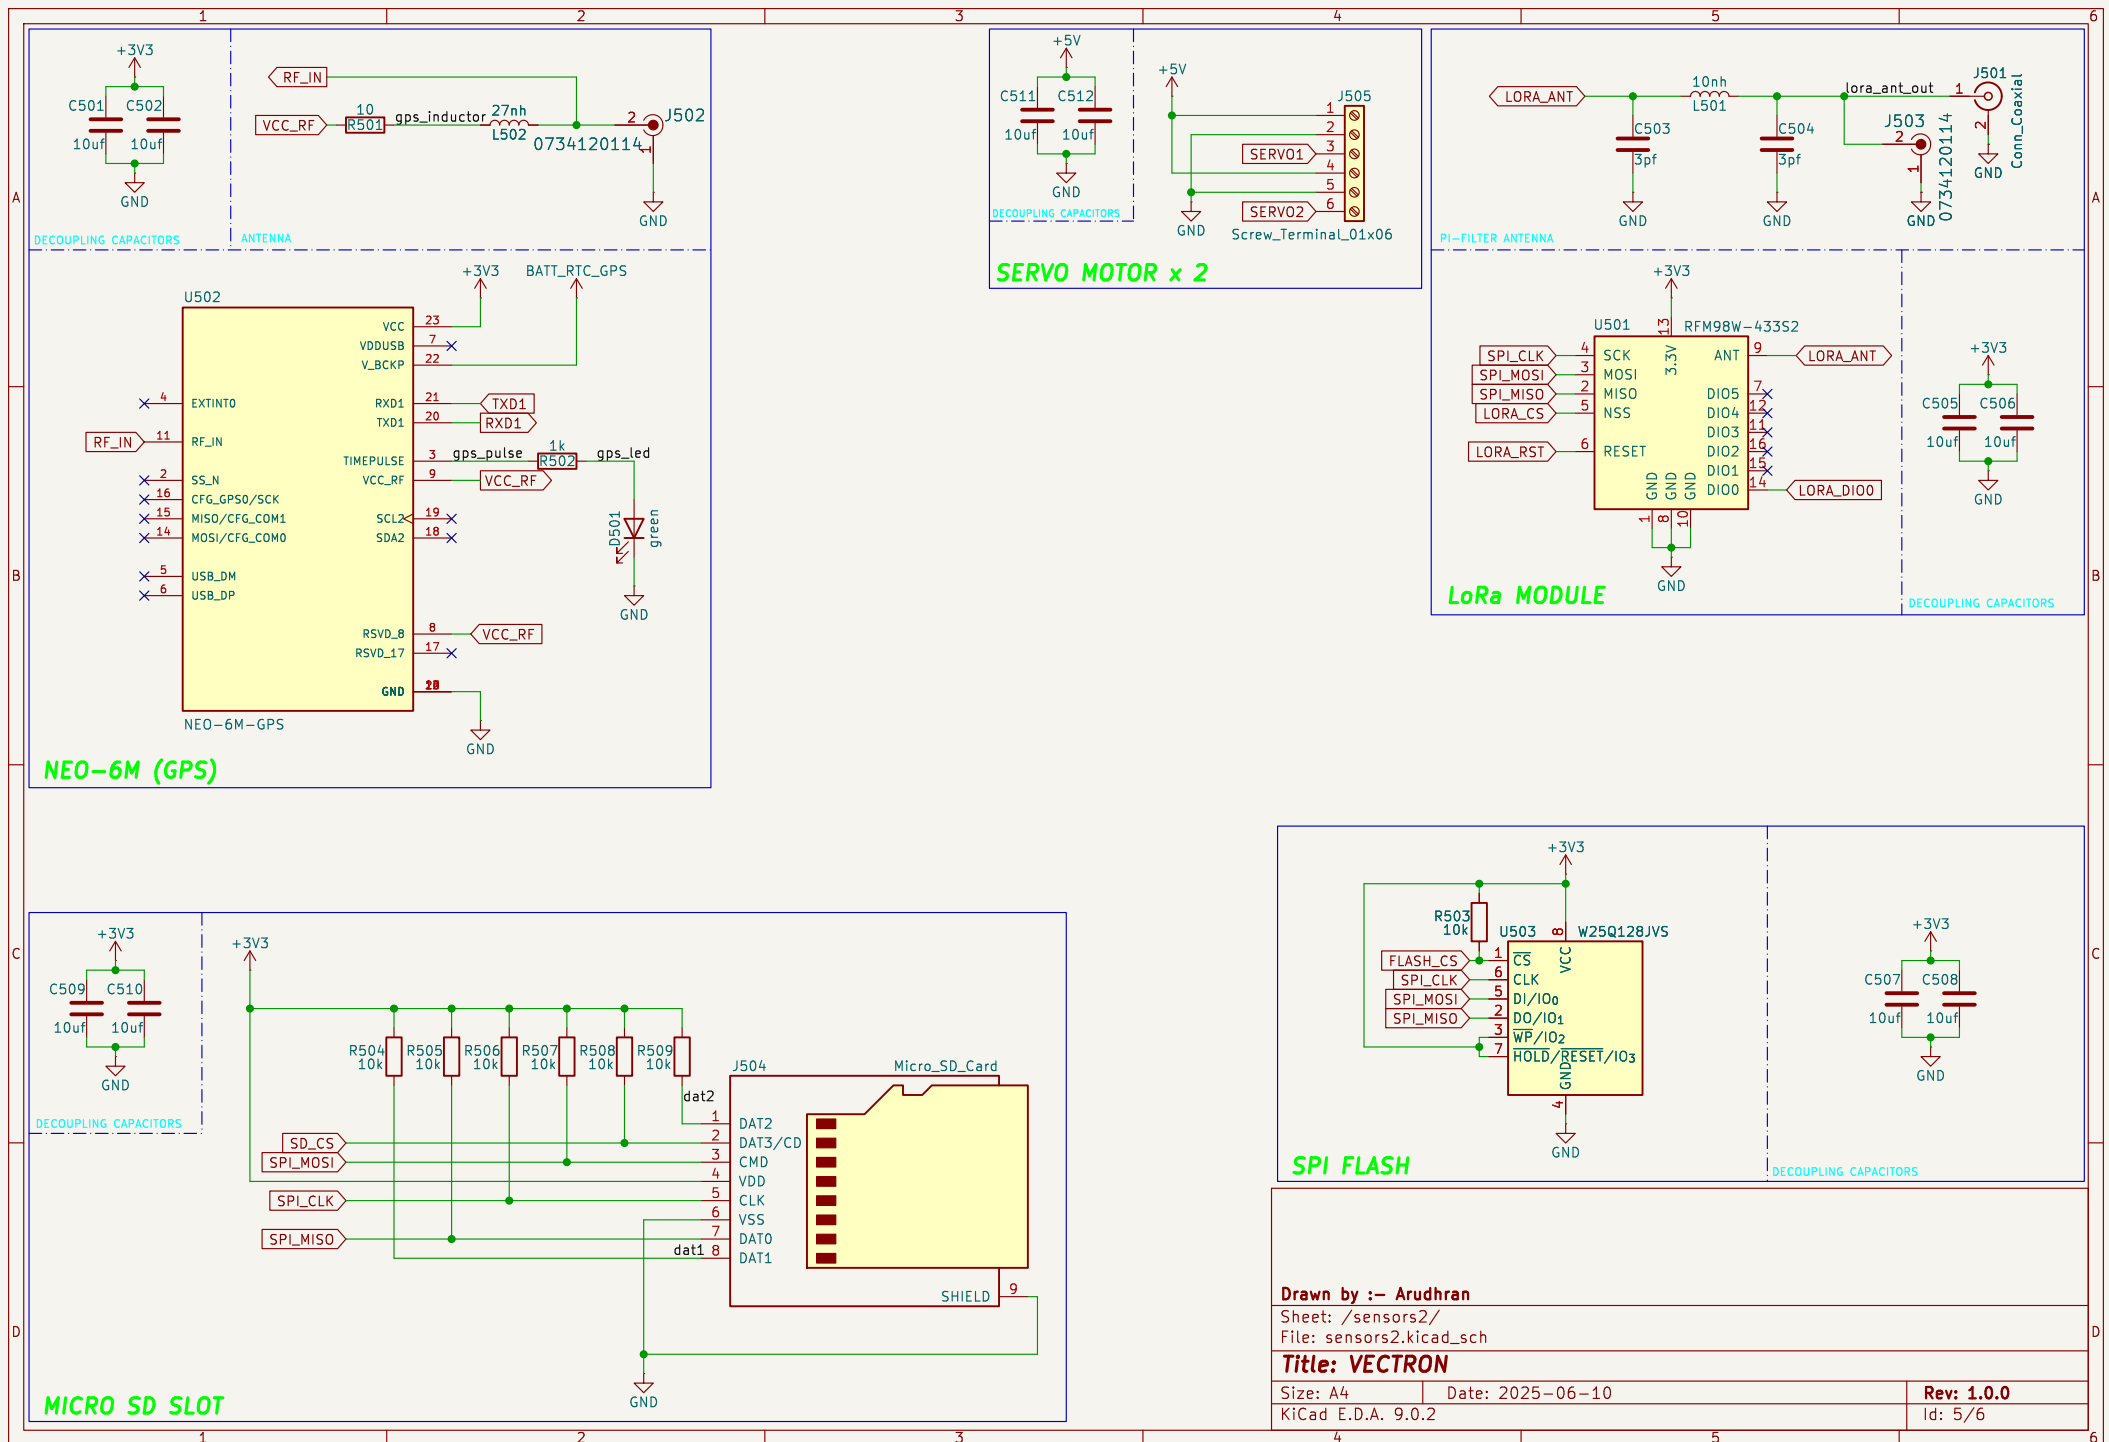 1 2 3 4 5 6
A
B
C
D
+3V3
C501 C502
10uf 10uf
GND
DECOUPLING CAPACITORS
RF_IN
VCC_RF
10
R501
gps_inductor
27nh
L502
2
J502
0734120114
1
GND
ANTENNA
U502
+3V3
BATT_RTC_GPS
VCC 23
VDDUSB 7
V_BCKP 22
4 EXTINT0
RXD1 21 TXD1
TXD1 20 RXD1
RF_IN 11 RF_IN
TIMEPULSE 3 gps_pulse
1k
R502
gps_led
2 SS_N
VCC_RF 9 VCC_RF
16 CFG_GPS0/SCK
15 MISO/CFG_COM1
SCL2 19
14 MOSI/CFG_COM0
SDA2 18
D501
green
GND
5 USB_DM
6 USB_DP
RSVD_8 8 VCC_RF
RSVD_17 17
GND
GND
NEO-6M-GPS
NEO-6M (GPS)
+5V
C511 C512
10uf 10uf
GND
DECOUPLING CAPACITORS
+5V
J505
1
2
SERVO1 3
4
5
SERVO2 6
GND
Screw_Terminal_01x06
SERVO MOTOR x 2
LORA_ANT
10nh
L501
C503
3pf
GND
C504
3pf
GND
lora_ant_out
1
J501
2
Conn_Coaxial
GND
J503
2
1
0734120114
GND
PI-FILTER ANTENNA
+3V3
U501
RFM98W-433S2
13
3.3V
SPI_CLK 4 SCK
ANT 9 LORA_ANT
SPI_MOSI 3 MOSI
SPI_MISO 2 MISO
DIO5 7
LORA_CS 5 NSS
DIO4 12
DIO3 11
LORA_RST 6 RESET
DIO2 16
DIO1 15
DIO0 14 LORA_DIO0
GND GND GND
1 8 10
GND
LoRa MODULE
+3V3
C505 C506
10uf 10uf
GND
DECOUPLING CAPACITORS
+3V3
C509 C510
10uf 10uf
GND
DECOUPLING CAPACITORS
+3V3
R504 R505 R506 R507 R508 R509
10k 10k 10k 10k 10k 10k
J504
Micro_SD_Card
dat2
1 DAT2
SD_CS 2 DAT3/CD
SPI_MOSI 3 CMD
4 VDD
SPI_CLK 5 CLK
6 VSS
SPI_MISO 7 DAT0
dat1 8 DAT1
SHIELD 9
GND
MICRO SD SLOT
+3V3
R503
10k
U503
W25Q128JVS
8
VCC
FLASH_CS 1 CS
SPI_CLK 6 CLK
SPI_MOSI 5 DI/IO0
SPI_MISO 2 DO/IO1
3 WP/IO2
7 HOLD/RESET/IO3
GND
4
GND
SPI FLASH
+3V3
C507 C508
10uf 10uf
GND
DECOUPLING CAPACITORS
Drawn by :- Arudhran
Sheet: /sensors2/
File: sensors2.kicad_sch
Title: VECTRON
Size: A4
Date: 2025-06-10
Rev: 1.0.0
KiCad E.D.A. 9.0.2
Id: 5/6
A
B
C
D
1 2 3 4 5 6